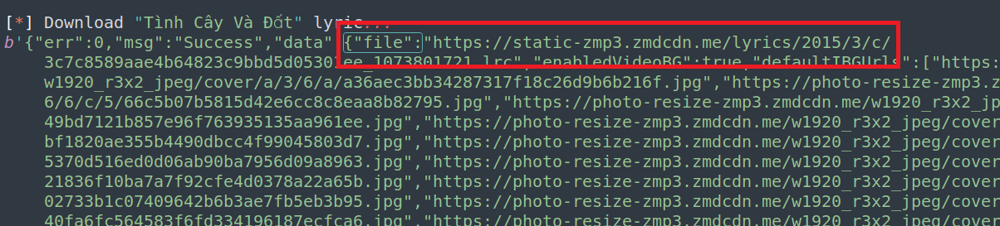 [*] Download "Tình Cây Và Đất" lyric...
b'{"err":0,"msg":"Success","data":{"file":"https://static-zmp3.zmdcdn.me/lyrics/2015/3/c/
3c7c8589aae4b64823c9bbd5d05301ee_1073801721.lrc","enabledVideoBG":true,"defaultIBGUrls":["https:
w1920_r3x2_jpeg/cover/a/3/6/a/a36aec3bb34287317f18c26d9b6b216f.jpg","https://photo-resize-zmp3.z
6/6/c/5/66c5b07b5815d42e6cc8c8eaa8b82795.jpg","https://photo-resize-zmp3.zmdcdn.me/w1920_r3x2_jp
49bd7121b857e96f763935135aa961ee.jpg","https://photo-resize-zmp3.zmdcdn.me/w1920_r3x2_jpeg/cover
bf1820ae355b4490dbcc4f99045803d7.jpg","https://photo-resize-zmp3.zmdcdn.me/w1920_r3x2_jpeg/cover
5370d516ed0d06ab90ba7956d09a8963.jpg","https://photo-resize-zmp3.zmdcdn.me/w1920_r3x2_jpeg/cover
21836f10ba7a7f92cfe4d0378a22a65b.jpg","https://photo-resize-zmp3.zmdcdn.me/w1920_r3x2_jpeg/cover
02733b1c07409642b6b3ae7fb5eb3b95.jpg","https://photo-resize-zmp3.zmdcdn.me/w1920_r3x2_jpeg/cover
40fa6fc564583f6fd334196187ecfca6.jpg","https://photo-resize-zmp3.zmdcdn.me/w1920_r3x2_jpeg/cover